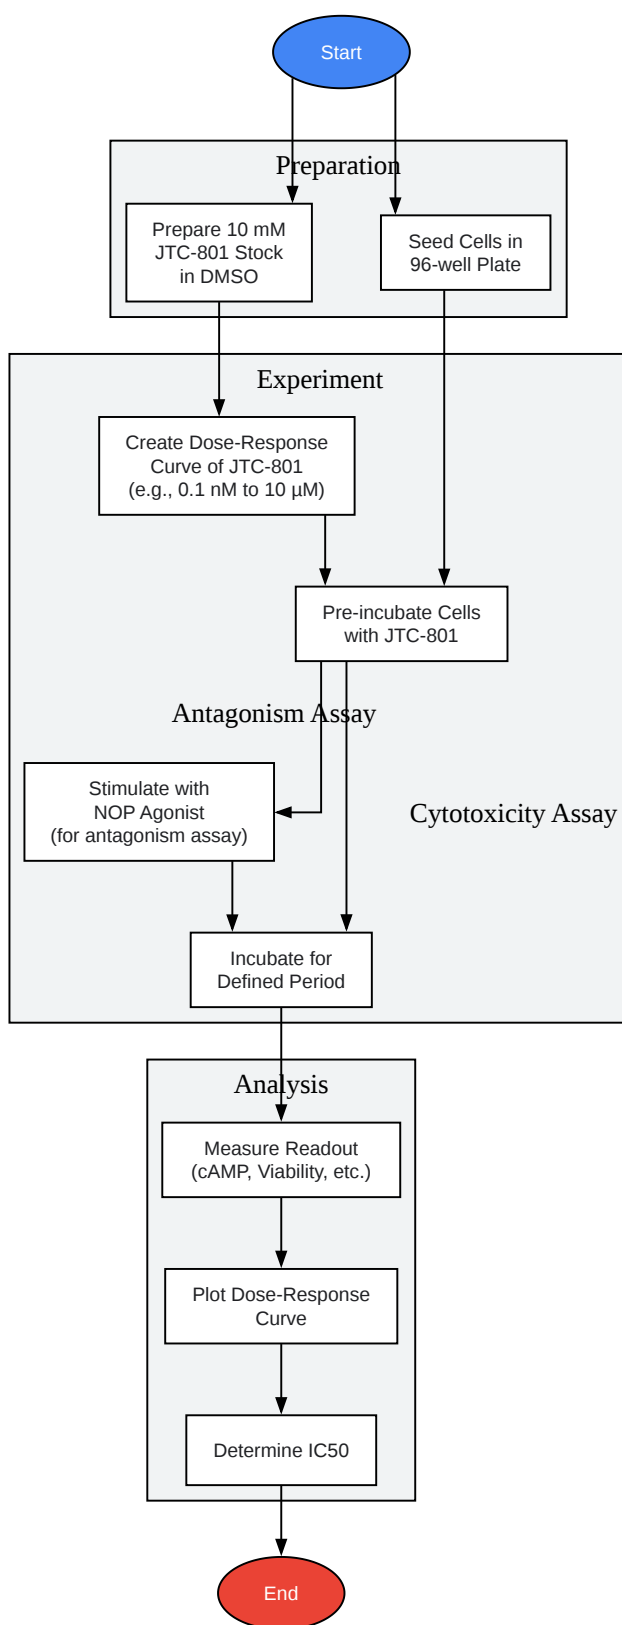 Start
Preparation
Prepare 10 mM
JTC-801 Stock
in DMSO
Seed Cells in
96-well Plate
Experiment
Create Dose-Response
Curve of JTC-801
(e.g., 0.1 nM to 10 µM)
Pre-incubate Cells
with JTC-801
Antagonism Assay
Stimulate with
NOP Agonist
(for antagonism assay)
Cytotoxicity Assay
Incubate for
Defined Period
Analysis
Measure Readout
(cAMP, Viability, etc.)
Plot Dose-Response
Curve
Determine IC50
End